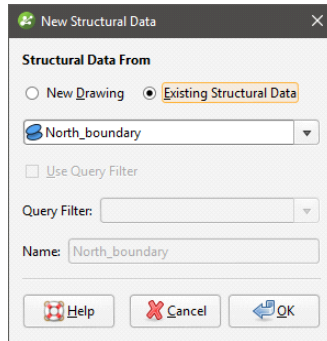 New Structural Data
Structural Data From
New Drawing Existing Structural Data
North_boundary
Use Query Filter
Query Filter:
Name: North_boundary
Help Cancel OK